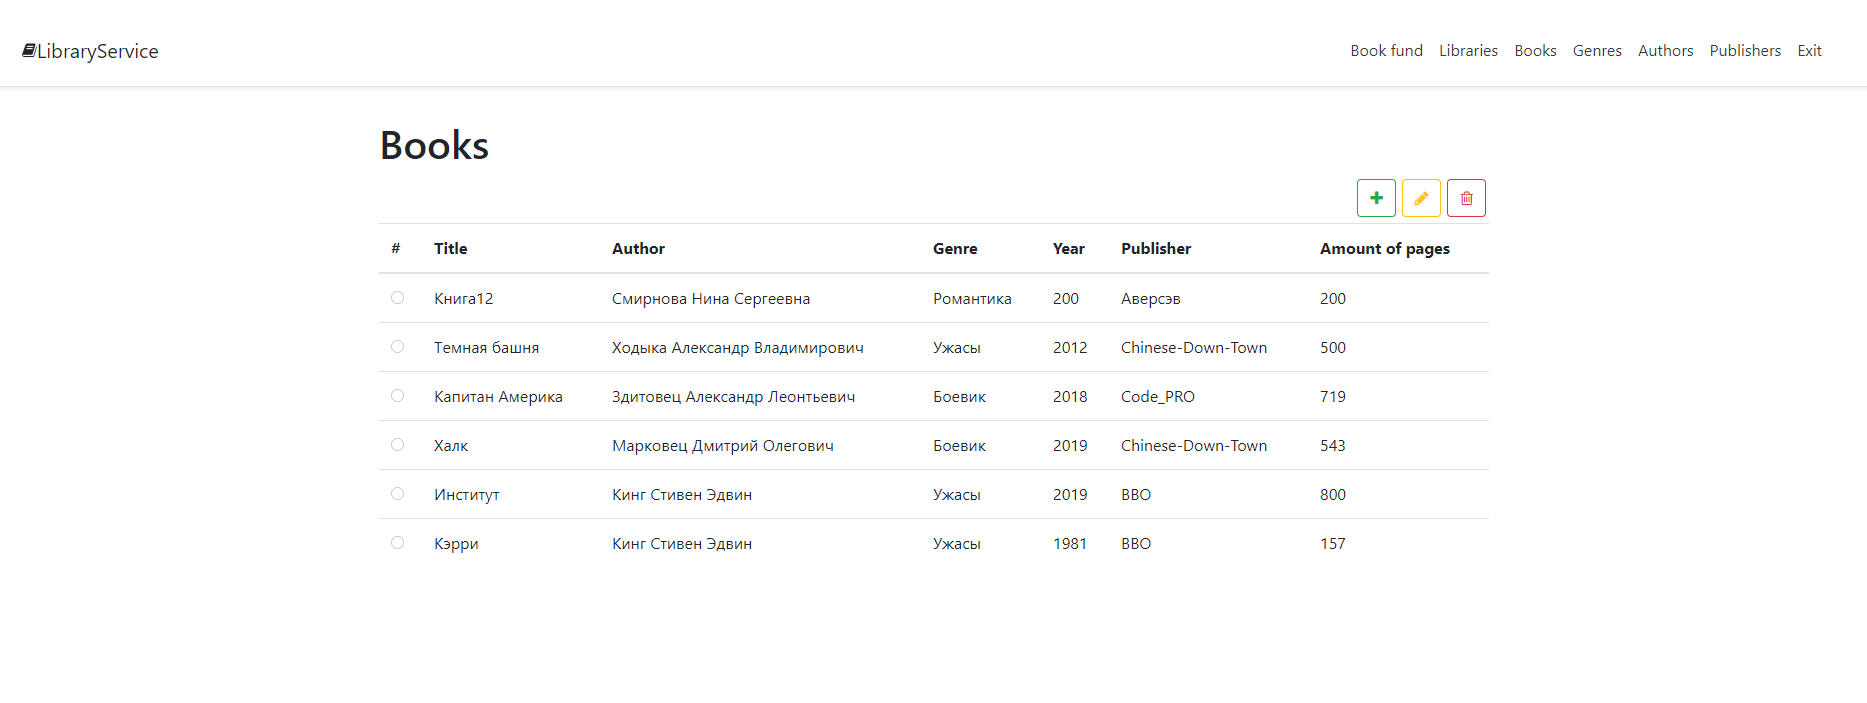 LibraryService
Book fund Libraries Books Genres Authors Publishers Exit
Books
# Title Author Genre Year Publisher Amount of pages
Книга12 Смирнова Нина Сергеевна Романтика 200 Аверсэв 200
Темная башня Ходыка Александр Владимирович Ужасы 2012 Chinese-Down-Town 500
Капитан Америка Здитовец Александр Леонтьевич Боевик 2018 Code_PRO 719
Халк Марковец Дмитрий Олегович Боевик 2019 Chinese-Down-Town 543
Институт Кинг Стивен Эдвин Ужасы 2019 ВВО 800
Кэрри Кинг Стивен Эдвин Ужасы 1981 ВВО 157